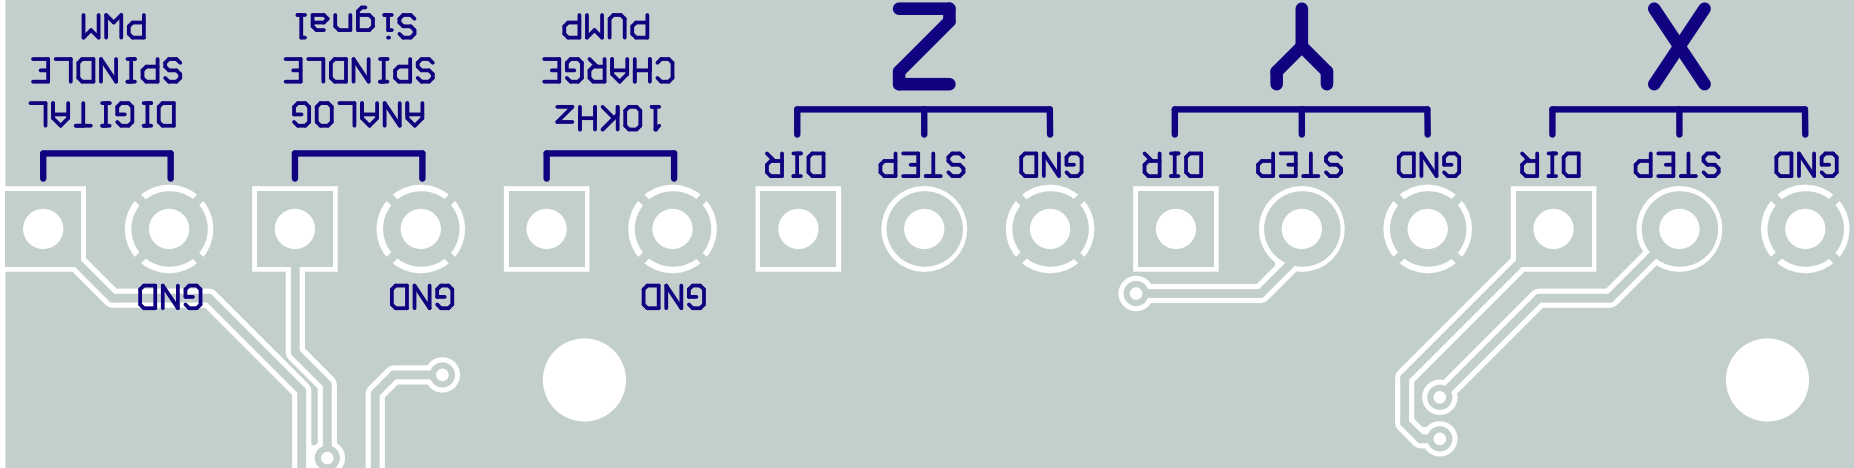 GND STEP DIR
X
GND STEP DIR
Y
GND STEP DIR
Z
GND
10KHz
CHARGE
PUMP
GND
ANALOG
SPINDLE
Signal
GND
DIGITAL
SPINDLE
PWM